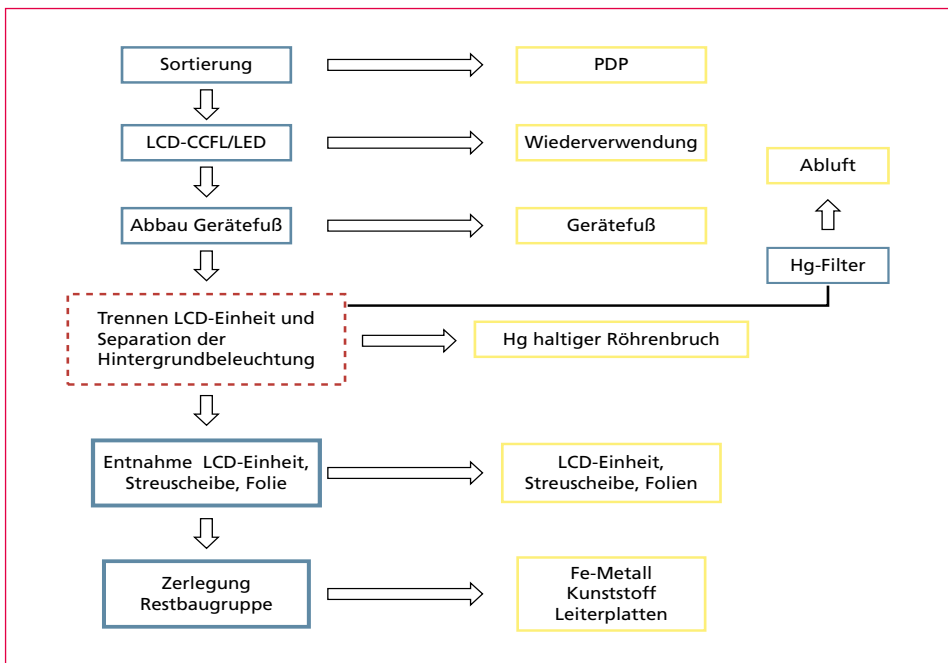 Sortierung
PDP
LCD-CCFL/LED
Wiederverwendung
Abluft
Abbau Gerätefuß
Gerätefuß
Hg-Filter
Trennen LCD-Einheit und
Separation der
Hintergrundbeleuchtung
Hg haltiger Röhrenbruch
Entnahme LCD-Einheit,
Streuscheibe, Folie
LCD-Einheit,
Streuscheibe, Folien
Zerlegung
Restbaugruppe
Fe-Metall
Kunststoff
Leiterplatten